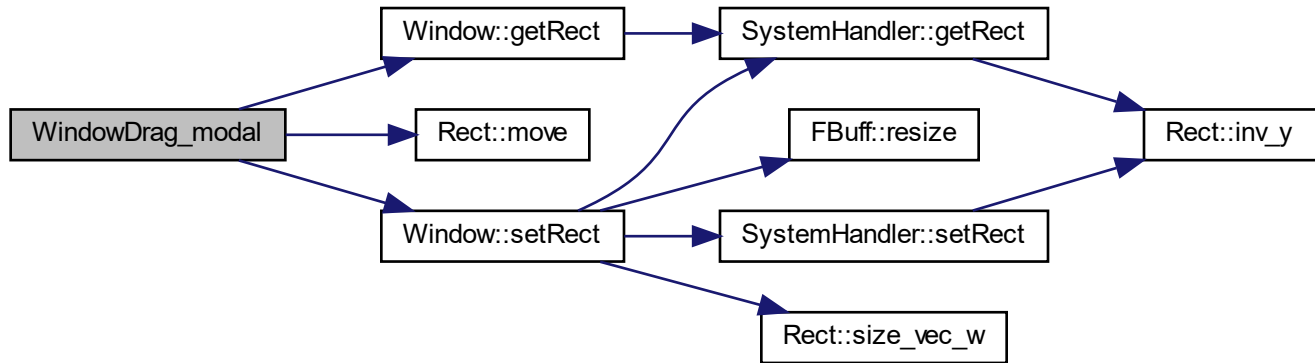 WindowDrag_modal
Window::getRect
Rect::move
Window::setRect
SystemHandler::getRect
FBuff::resize
SystemHandler::setRect
Rect::size_vec_w
Rect::inv_y